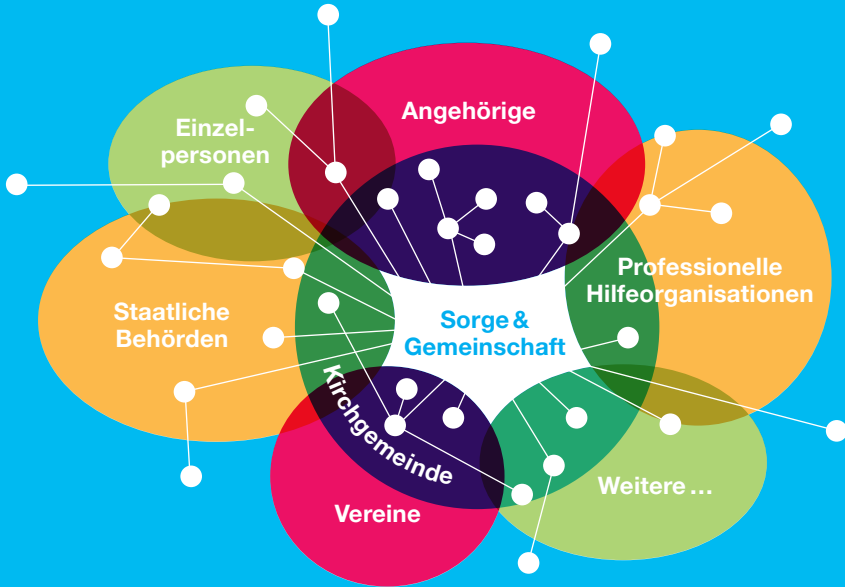 Angehörige
Einzel-
personen
Professionelle
Hilfeorganisationen
Staatliche
Behörden
Sorge &
Gemeinschaft
Kirchgemeinde
Weitere ...
Vereine